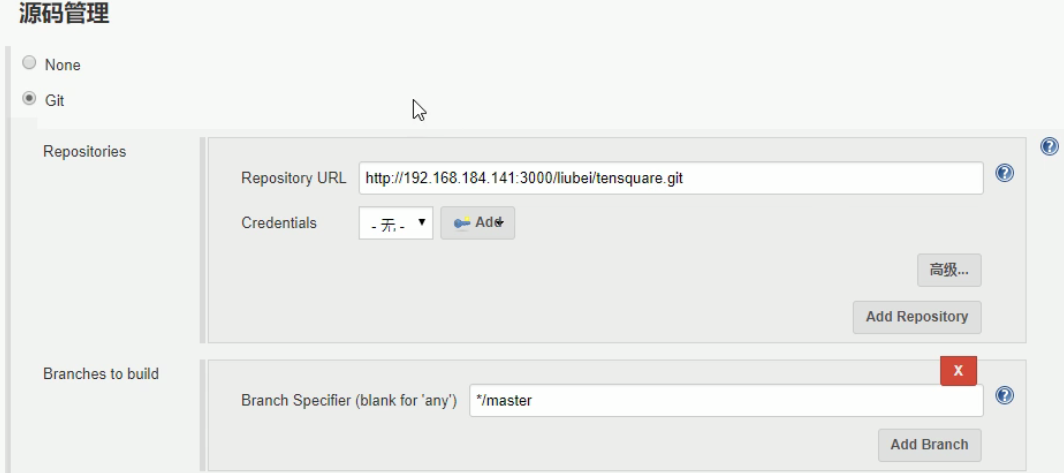 源码管理
None
Git
Repositories
Repository URL http://192.168.184.141:3000/liubei/tensquare.git
Credentials - 无 - Add
高级...
Add Repository
Branches to build
X
Branch Specifier (blank for 'any') */master
Add Branch